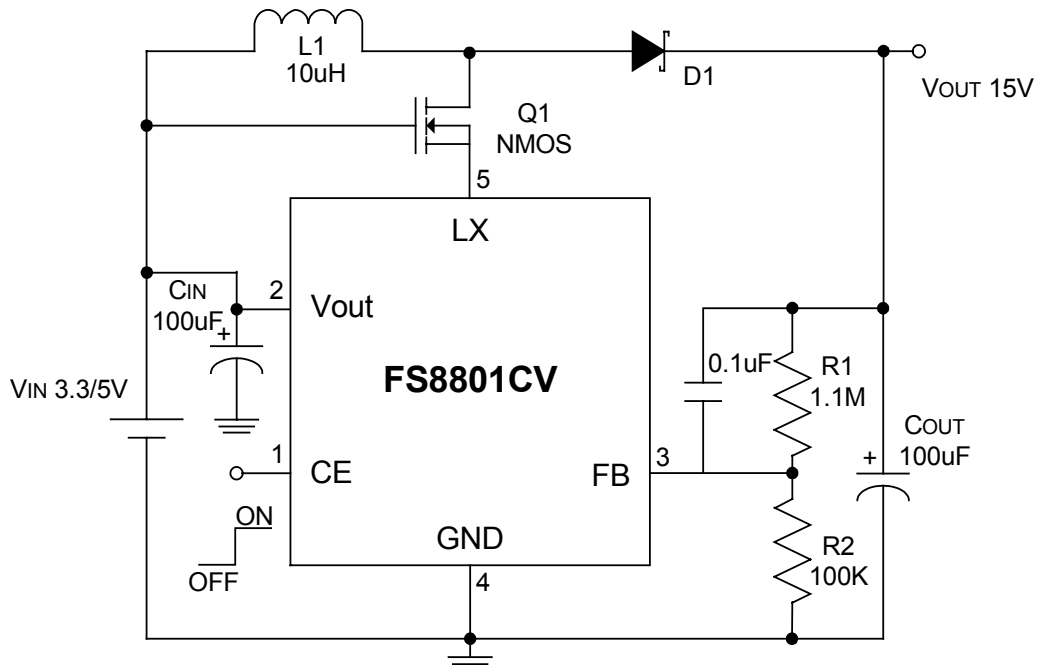 L1
10uH
D1
VOUT 15V
Q1
NMOS
5
LX
CIN
100uF
+
2
Vout
0.1uF
R1
1.1M
FS8801CV
VIN 3.3/5V
COUT
100uF
+
1
CE
3
FB
ON
OFF
GND
4
R2
100K